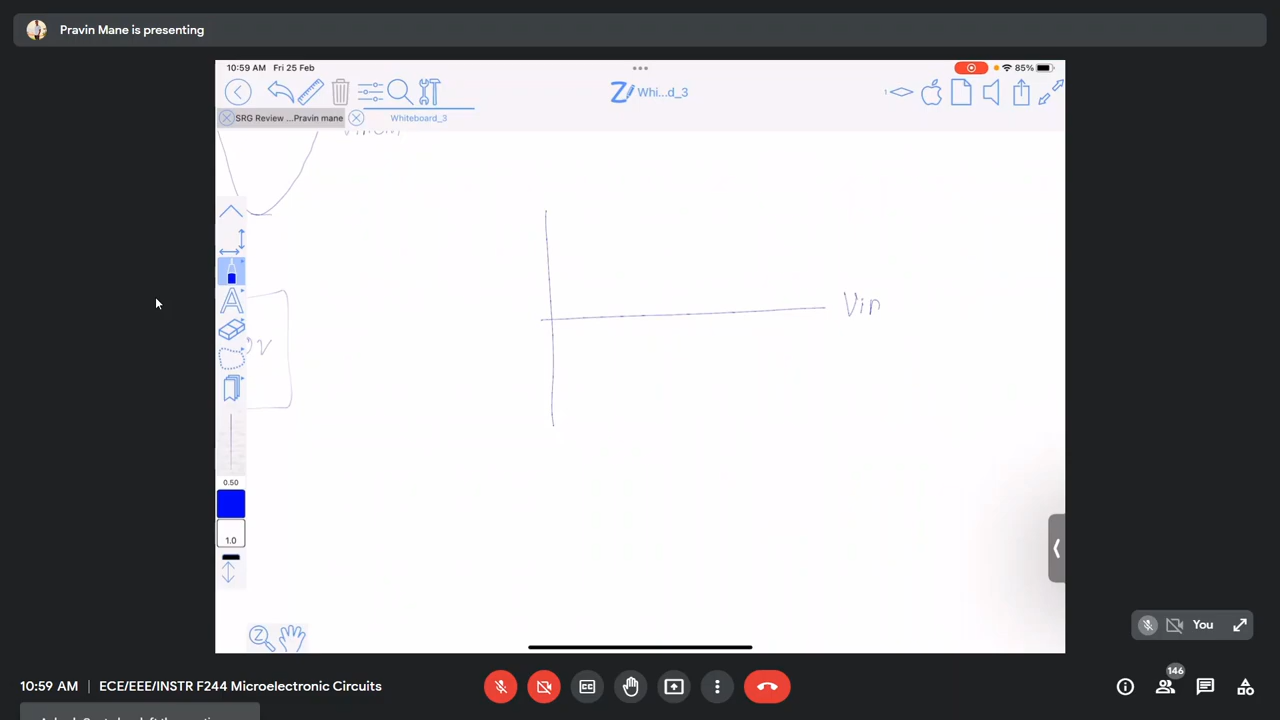 Pravin Mane is presenting
10:59 AM Fri 25 Feb
85%
Whi...d_3
1
SRG Review ...Pravin mane
Whiteboard_3
Vin
V
0.50
1.0
You
146
10:59 AM | ECE/EEE/INSTR F244 Microelectronic Circuits